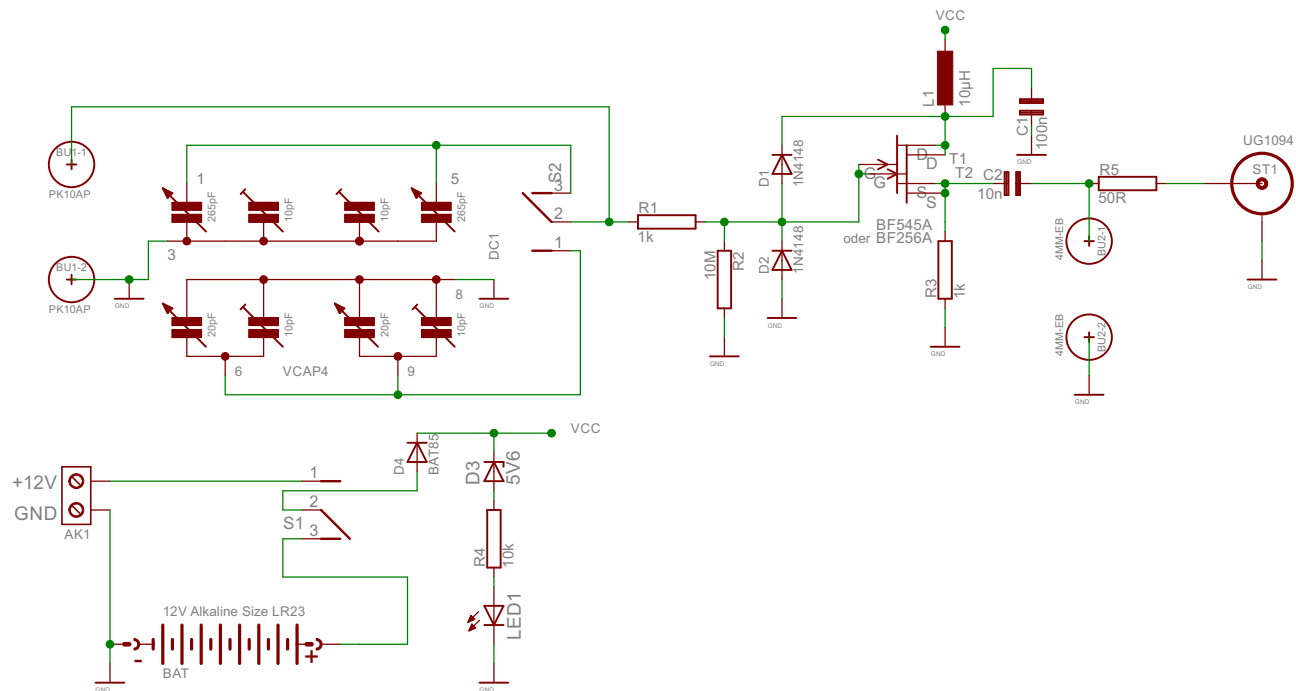 VCC
L1
10µH
C1
100n
GND
BU1-1
PK10AP
1
265pF
10pF
10pF
5
265pF
3
S2
3
2
1
DC1
R1
1k
D1
1N4148
D
D
G
G
S
S
T1
T2
BF545A
oder BF256A
C2
10n
R5
50R
UG1094
ST1
GND
BU1-2
PK10AP
GND
8
GND
20pF
10pF
20pF
10pF
6
VCAP4
9
10M
R2
GND
D2
1N4148
GND
R3
1k
GND
4MM-EB
BU2-1
4MM-EB
BU2-2
GND
VCC
D4
BAT85
D3
5V6
+12V
GND
AK1
1
2
S1
3
R4
10k
LED1
GND
12V Alkaline Size LR23
-
+
BAT
GND